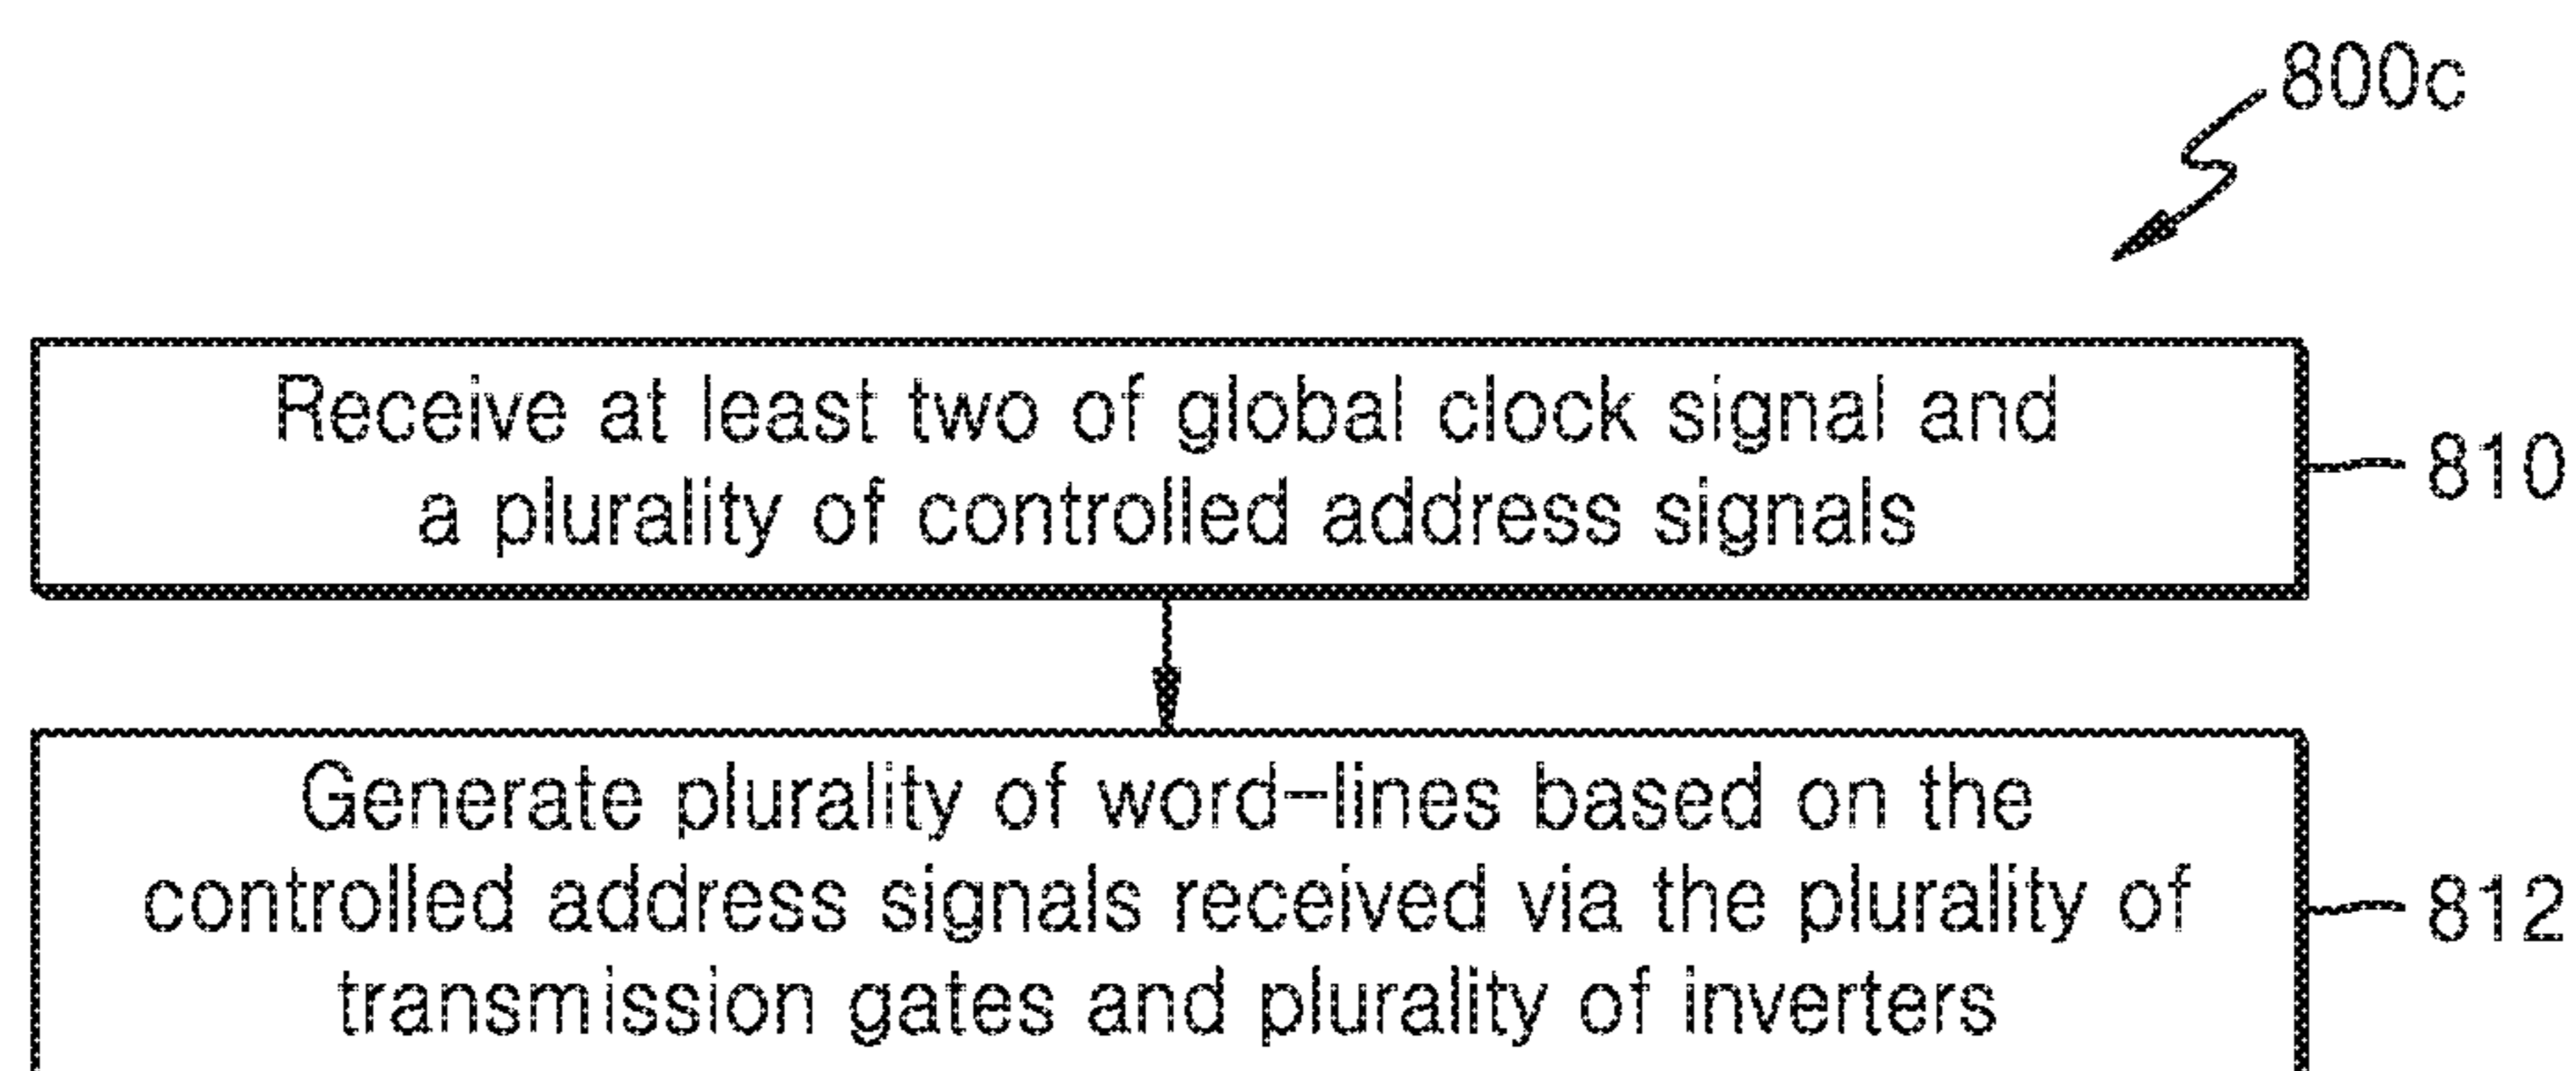 800c
Receive at least two of global clock signal and
a plurality of controlled address signals
810
Generate plurality of word-lines based on the
controlled address signals received via the plurality of
transmission gates and plurality of inverters
812